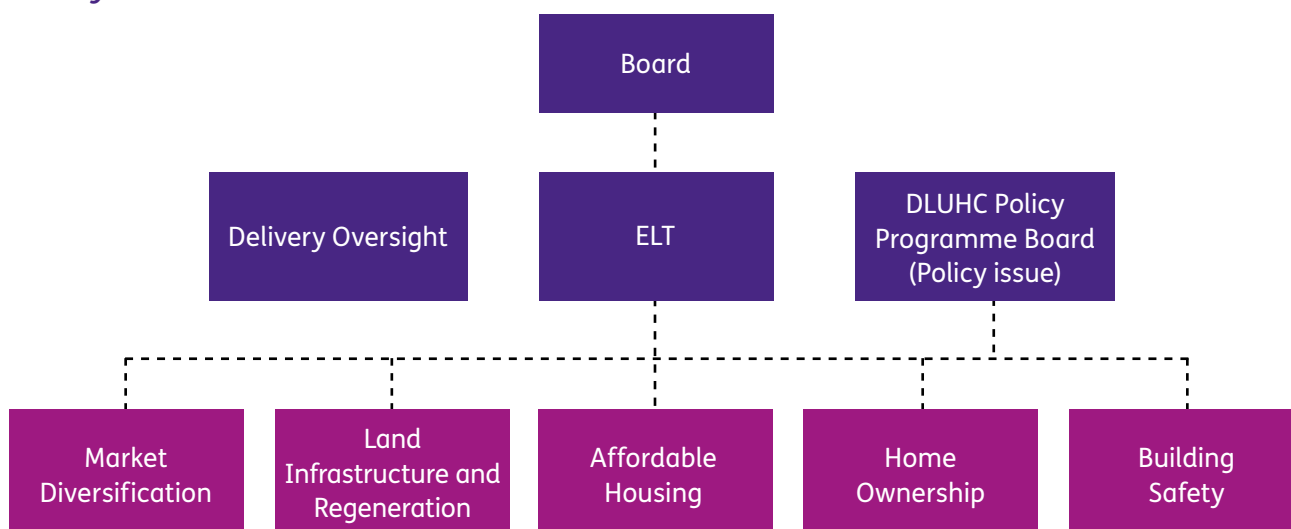 Board
Delivery Oversight
ELT
DLUHC Policy
Programme Board
(Policy issue)
Market
Diversification
Land
Infrastructure and
Regeneration
Affordable
Housing
Home
Ownership
Building
Safety